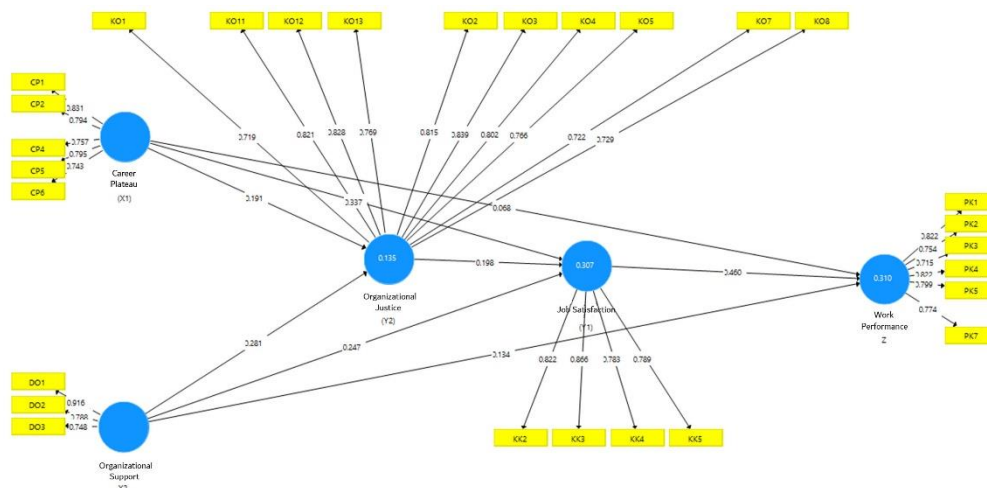 KO1 KO11 KO12 KO13 KO2 KO3 KO4 KO5 KO7 KO8
CP1
CP2
CP4
CP5
CP6
0.831
0.794
0.757
0.795
0.743
Career
Plateau
(X1)
0.719 0.821 0.828 0.769 0.815 0.839 0.802 0.766 0.722 0.729
0.191
0.337
0.068
0.135
Organizational
Justice
(Y2)
0.198
0.307
Job Satisfaction
(Y1)
0.460
0.310
Work
Performance
Z
PK1
PK2
PK3
PK4
PK5
PK7
0.822
0.754
0.715
0.822
0.799
0.774
0.281
0.247
0.134
0.822 0.866 0.783 0.789
KK2 KK3 KK4 KK5
DO1
DO2
DO3
0.916
0.788
0.748
Organizational
Support